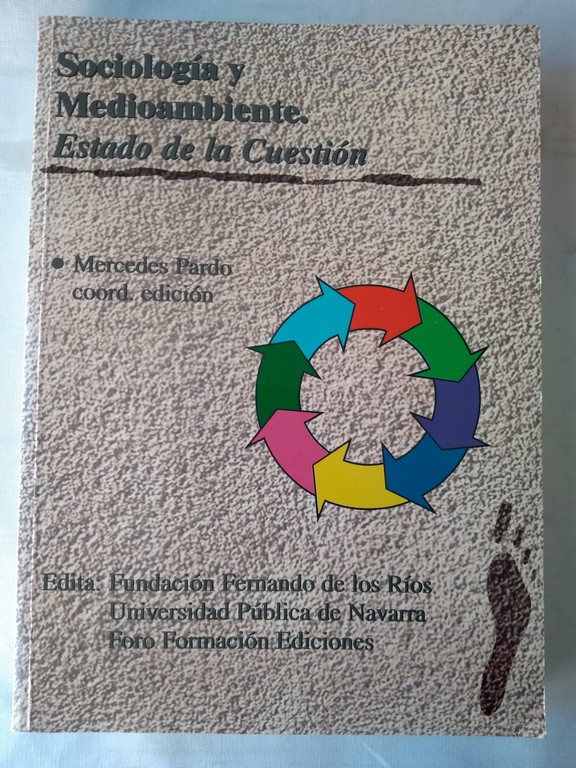 Sociología y
Medioambiente.
Estado de la Cuestión
• Mercedes Pardo
coord. edición
Edita: Fundación Fernando de los Ríos
Universidad Pública de Navarra
Foro Formación Ediciones